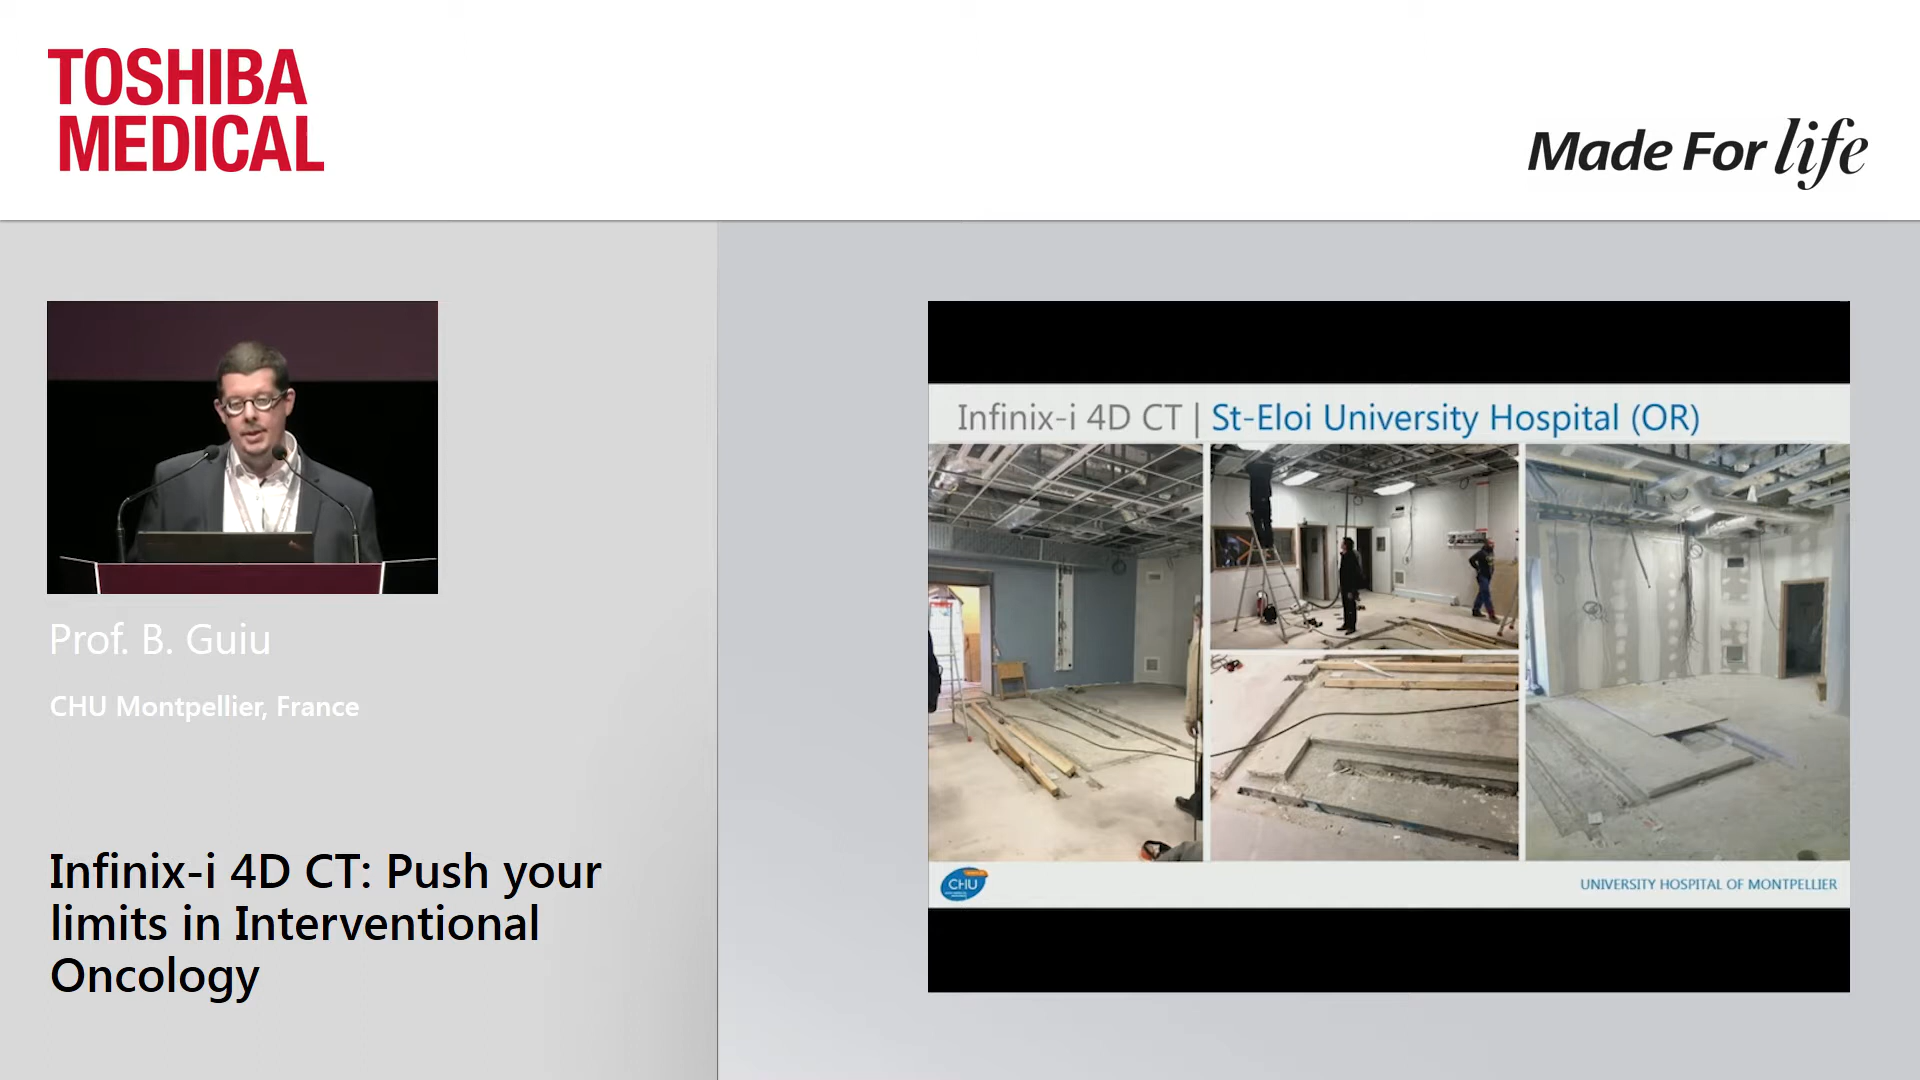 TOSHIBA
MEDICAL
Made For life
Prof. B. Guiu
CHU Montpellier, France
Infinix-i 4D CT: Push your
limits in Interventional
Oncology
Infinix-i 4D CT | St-Eloi University Hospital (OR)
CHU
UNIVERSITY HOSPITAL OF MONTPELLIER